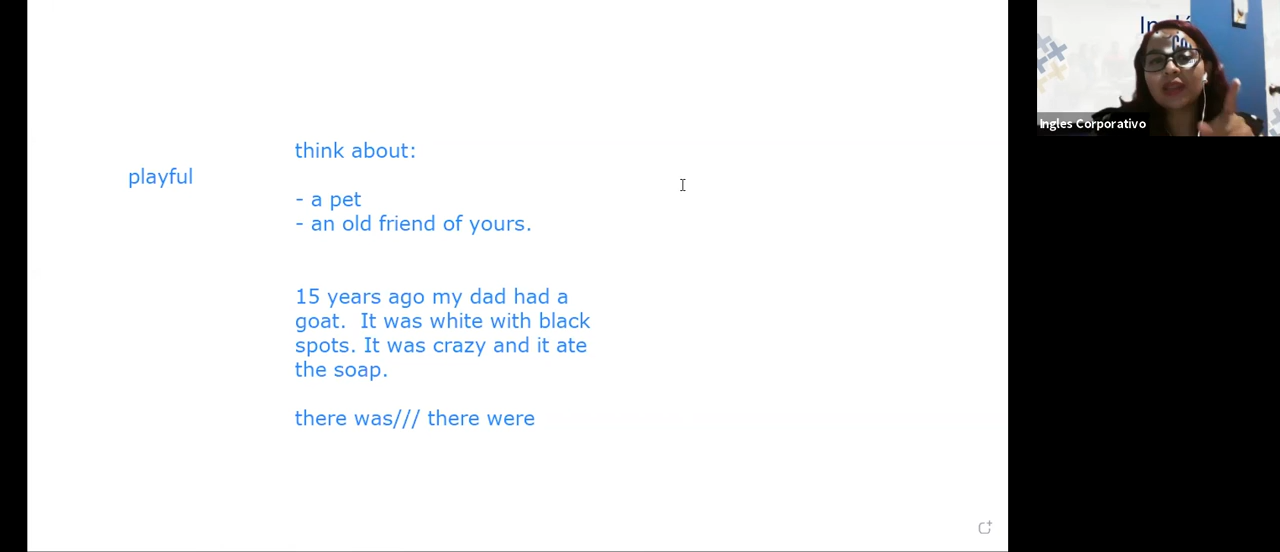 think about:
playful
- a pet
- an old friend of yours.
15 years ago my dad had a
goat.  It was white with black
spots. It was crazy and it ate
the soap.
there was/// there were
Ingles Corporativo